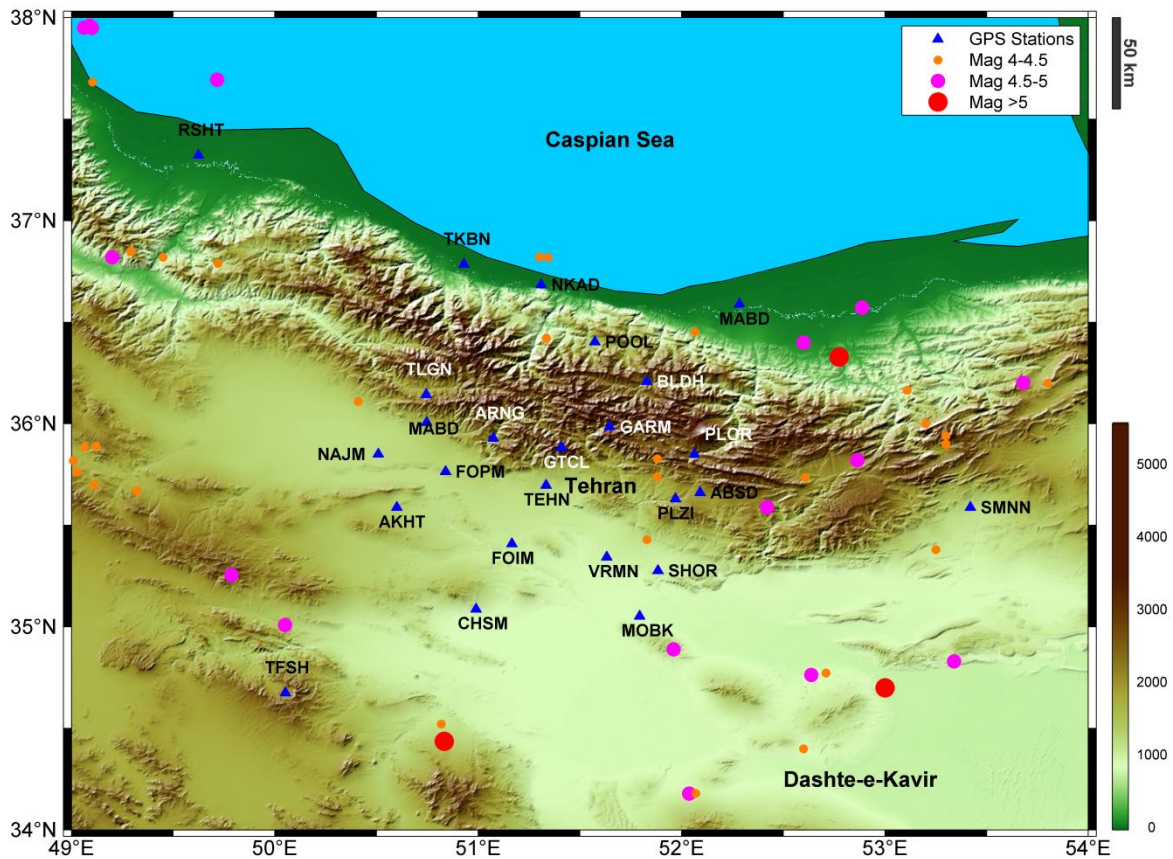 38°N
GPS Stations
Mag 4-4.5
Mag 4.5-5
Mag >5
50 km
RSHT
Caspian Sea
37°N
TKBN
NKAD
MABD
POOL
TLGN
BLDH
36°N
ARNG
MABD
GARM
PLOR
NAJM
FOPM
GTCL
Tehran
TEHN
ABSD
PLZI
SMNN
AKHT
FOIM
VRMN
SHOR
CHSM
MOBK
35°N
TFSH
Dashte-e-Kavir
34°N
49°E
50°E
51°E
52°E
53°E
54°E
5000
4000
3000
2000
1000
0